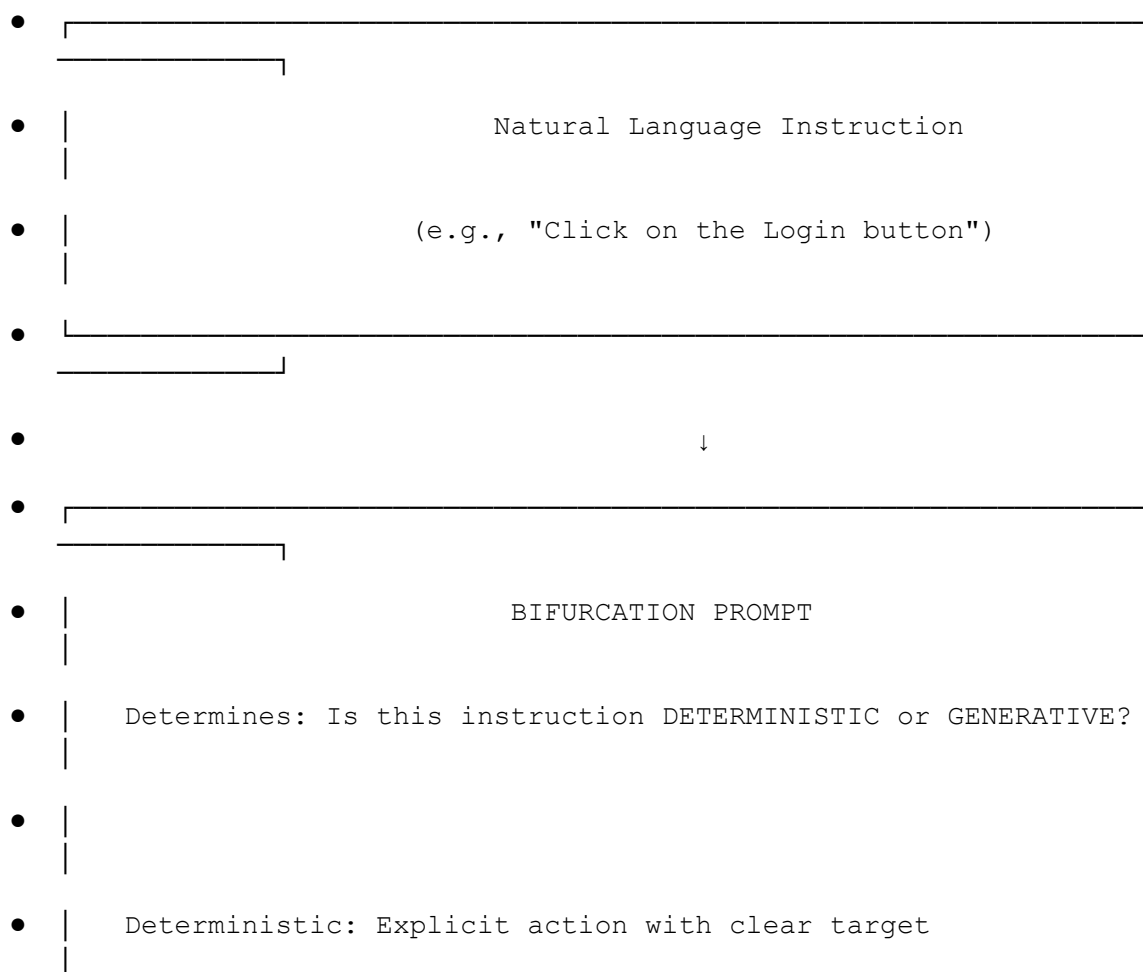 Natural Language Instruction
(e.g., "Click on the Login button")
↓
BIFURCATION PROMPT
Determines: Is this instruction DETERMINISTIC or GENERATIVE?
Deterministic: Explicit action with clear target